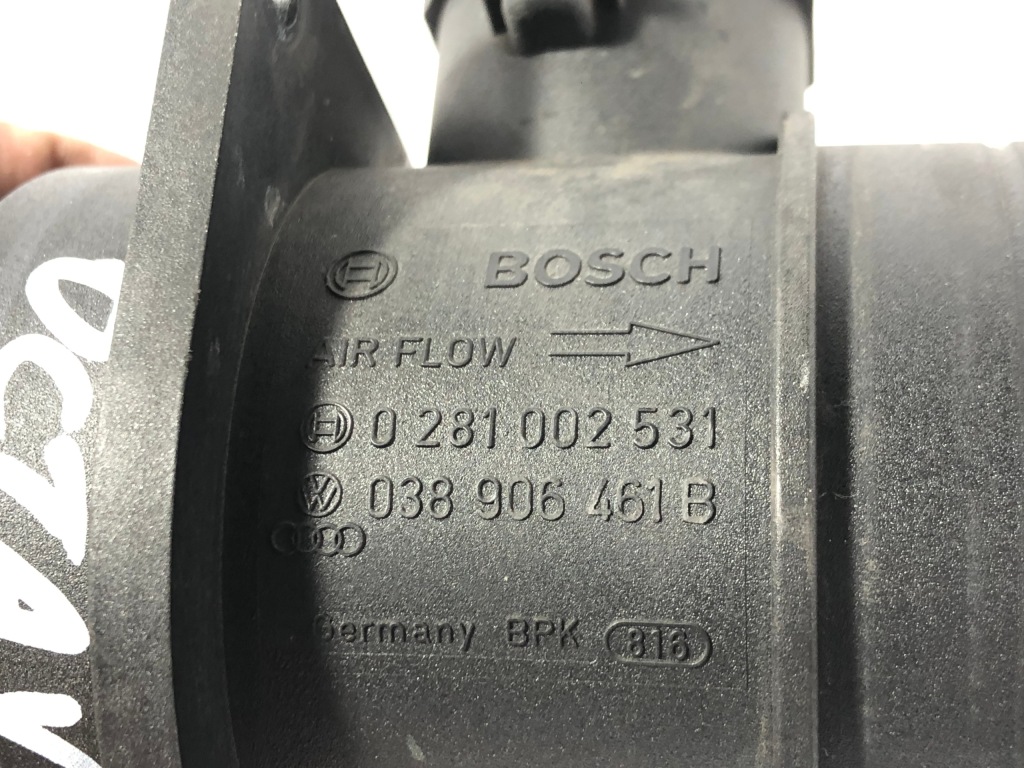 BOSCH
AIR FLOW
0 281 002 531
038 906 461 B
Germany BPK 816